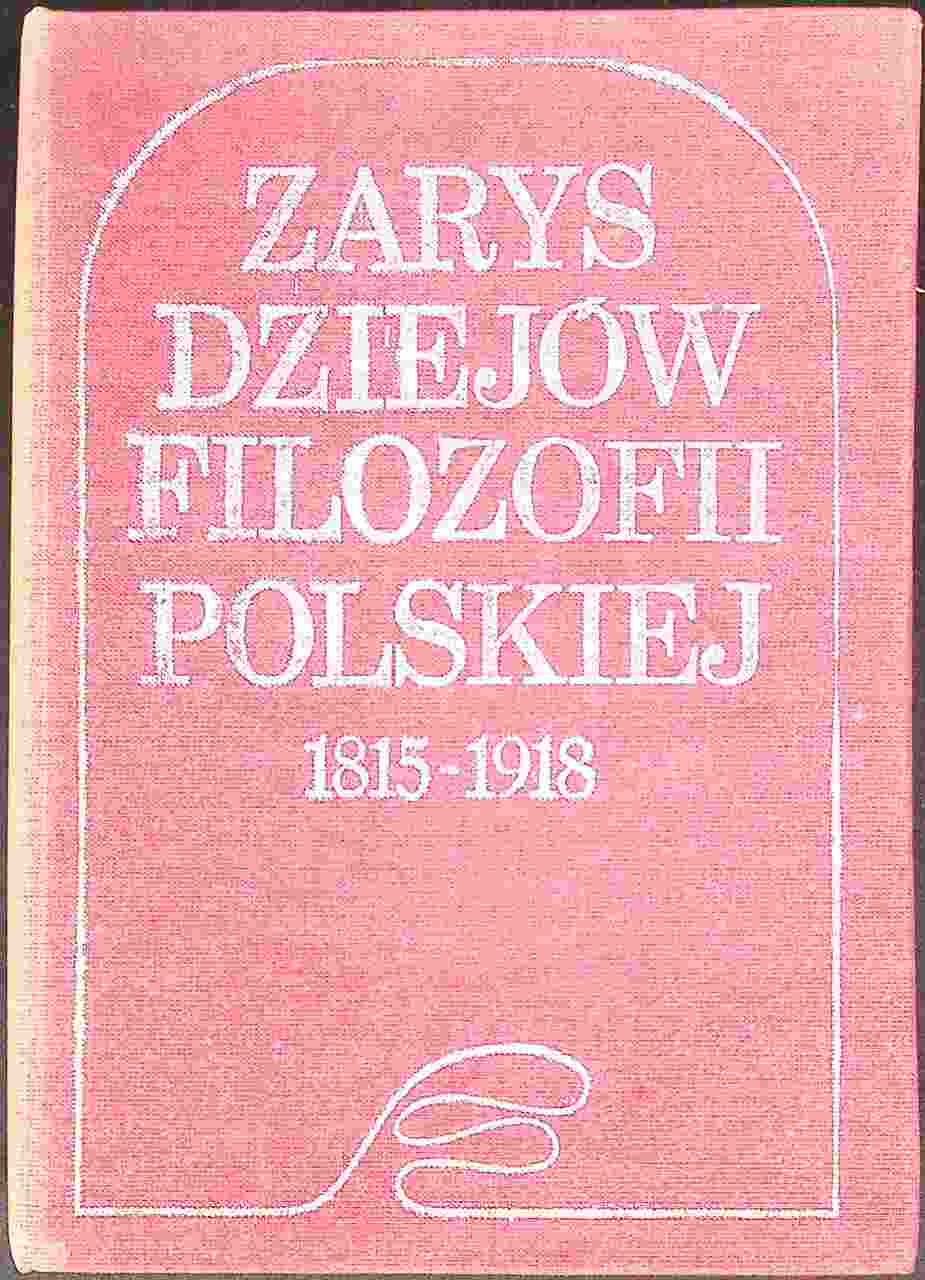 ZARYS
DZIEJÓW
FILOZOFII
POLSKIEJ
1815-1918